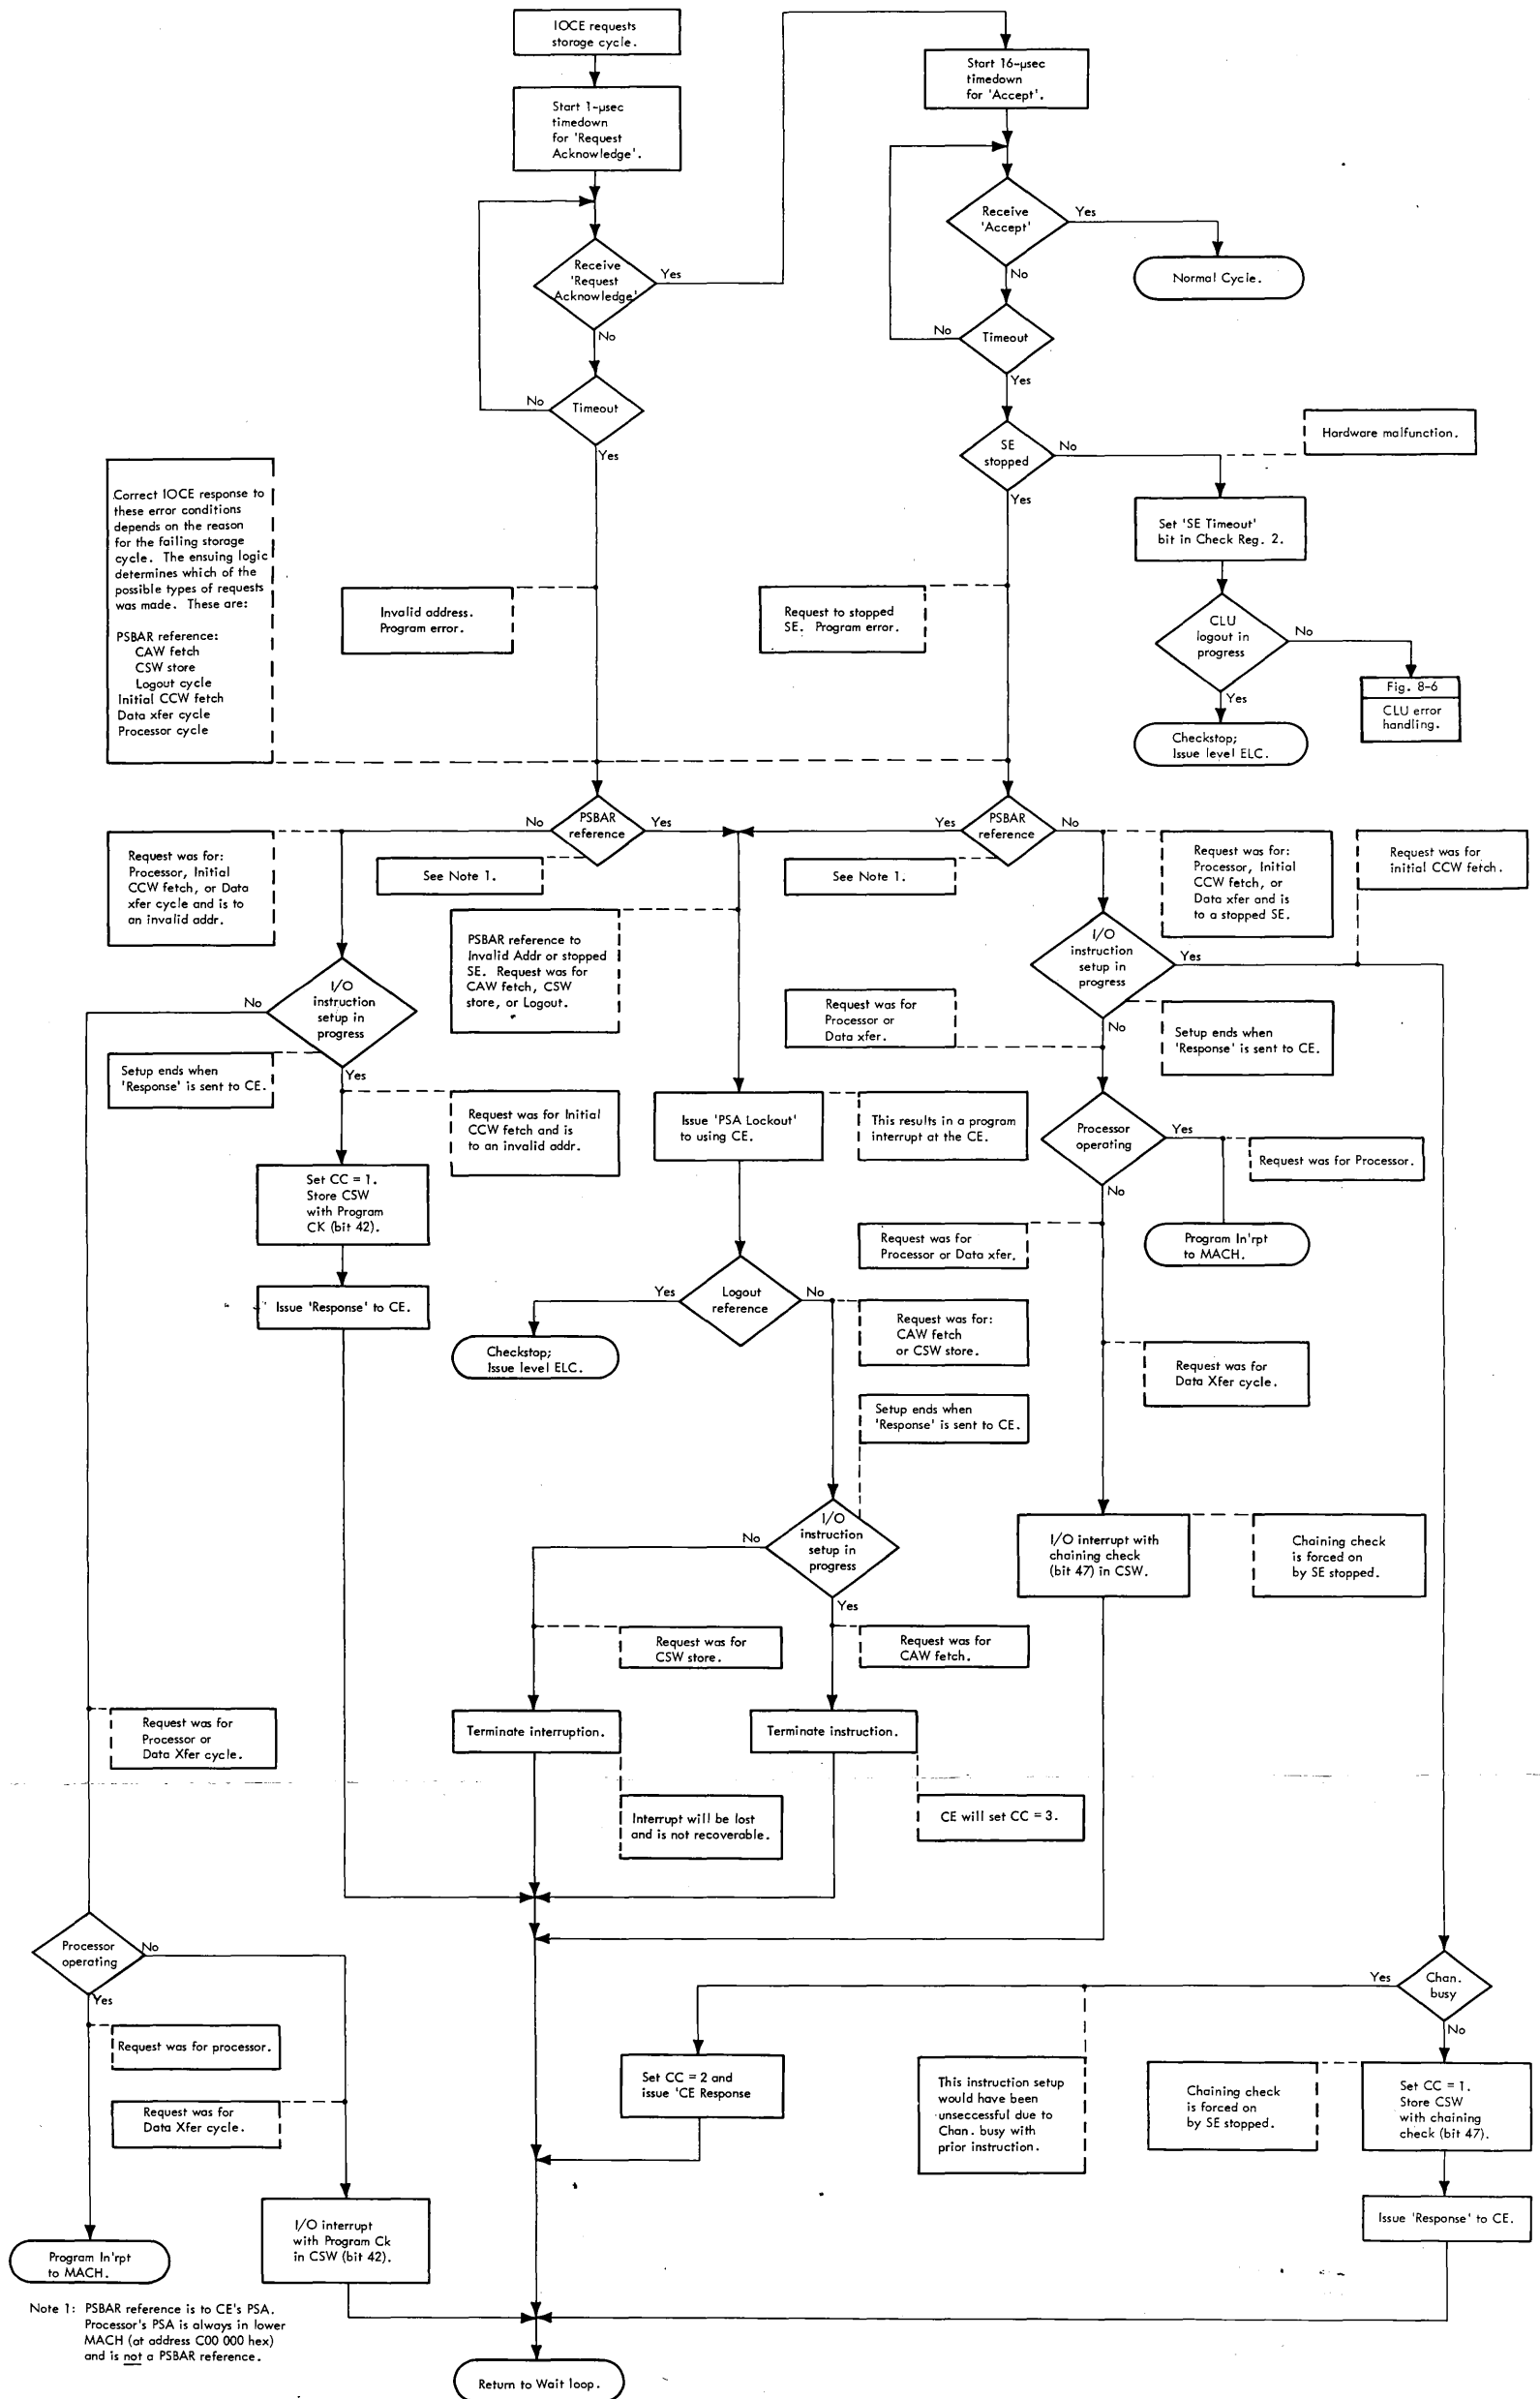 IOCE requests
storage cycle.
Start 1-μsec
timedown
for 'Request
Acknowledge'.
Receive
'Request
Acknowledge'
Yes
No
Timeout
No
Yes
Start 16-μsec
timedown
for 'Accept'.
Receive
'Accept'
Yes
No
Normal Cycle.
Timeout
No
Yes
SE
stopped
No
Yes
Hardware malfunction.
Set 'SE Timeout'
bit in Check Reg. 2.
CLU
logout in
progress
No
Yes
Fig. 8-6
CLU error
handling.
Checkstop;
Issue level ELC.
Correct IOCE response to
these error conditions
depends on the reason
for the failing storage
cycle. The ensuing logic
determines which of the
possible types of requests
was made. These are:
PSBAR reference:
CAW fetch
CSW store
Logout cycle
Initial CCW fetch
Data xfer cycle
Processor cycle
Invalid address.
Program error.
Request to stopped
SE. Program error.
No
PSBAR
reference
Yes
Yes
PSBAR
reference
No
See Note 1.
See Note 1.
Request was for:
Processor, Initial
CCW fetch, or Data
xfer cycle and is to
an invalid addr.
PSBAR reference to
Invalid Addr or stopped
SE. Request was for
CAW fetch, CSW
store, or Logout.
Request was for:
Processor, Initial
CCW fetch, or
Data xfer and is
to a stopped SE.
Request was for
initial CCW fetch.
I/O
instruction
setup in
progress
No
Yes
Setup ends when
'Response' is sent to CE.
Request was for Initial
CCW fetch and is
to an invalid addr.
Set CC = 1.
Store CSW
with Program
CK (bit 42).
Issue 'Response' to CE.
I/O
instruction
setup in
progress
Yes
No
Request was for
Processor or
Data xfer.
Setup ends when
'Response' is sent to CE.
Issue 'PSA Lockout'
to using CE.
This results in a program
interrupt at the CE.
Processor
operating
Yes
No
Request was for Processor.
Program In'rpt
to MACH.
Request was for
Processor or Data xfer.
Yes
Logout
reference
No
Checkstop;
Issue level ELC.
Request was for:
CAW fetch
or CSW store.
Request was for
Data Xfer cycle.
Setup ends when
'Response' is sent to CE.
No
I/O
instruction
setup in
progress
Yes
I/O interrupt with
chaining check
(bit 47) in CSW.
Chaining check
is forced on
by SE stopped.
Request was for
CSW store.
Request was for
CAW fetch.
Terminate interruption.
Terminate instruction.
Request was for
Processor or
Data Xfer cycle.
Interrupt will be lost
and is not recoverable.
CE will set CC = 3.
Processor
operating
No
Yes
Request was for processor.
Request was for
Data Xfer cycle.
Yes
Chan.
busy
No
Set CC = 2 and
issue 'CE Response
This instruction setup
would have been
unseccessful due to
Chan. busy with
prior instruction.
Chaining check
is forced on
by SE stopped.
Set CC = 1.
Store CSW
with chaining
check (bit 47).
Issue 'Response' to CE.
Program In'rpt
to MACH.
I/O interrupt
with Program Ck
in CSW (bit 42).
Note 1: PSBAR reference is to CE's PSA.
Processor's PSA is always in lower
MACH (at address C00 000 hex)
and is not a PSBAR reference.
Return to Wait loop.